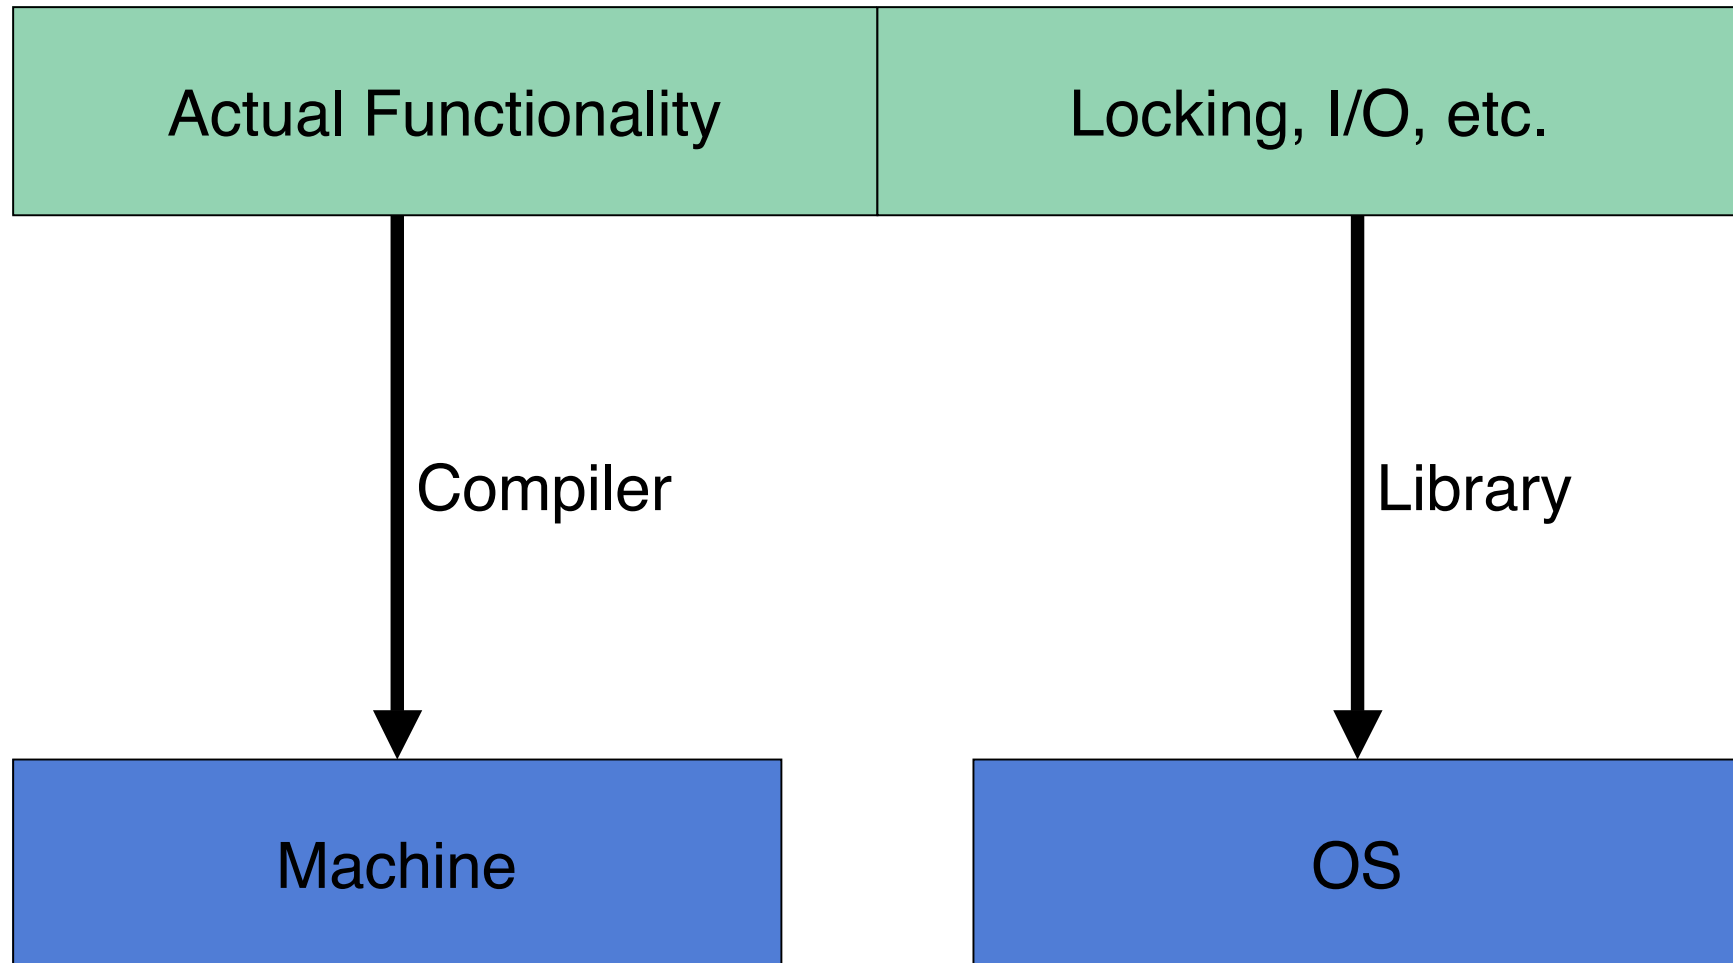 Actual Functionality
Locking, I/O, etc.
Compiler
Library
Machine
OS